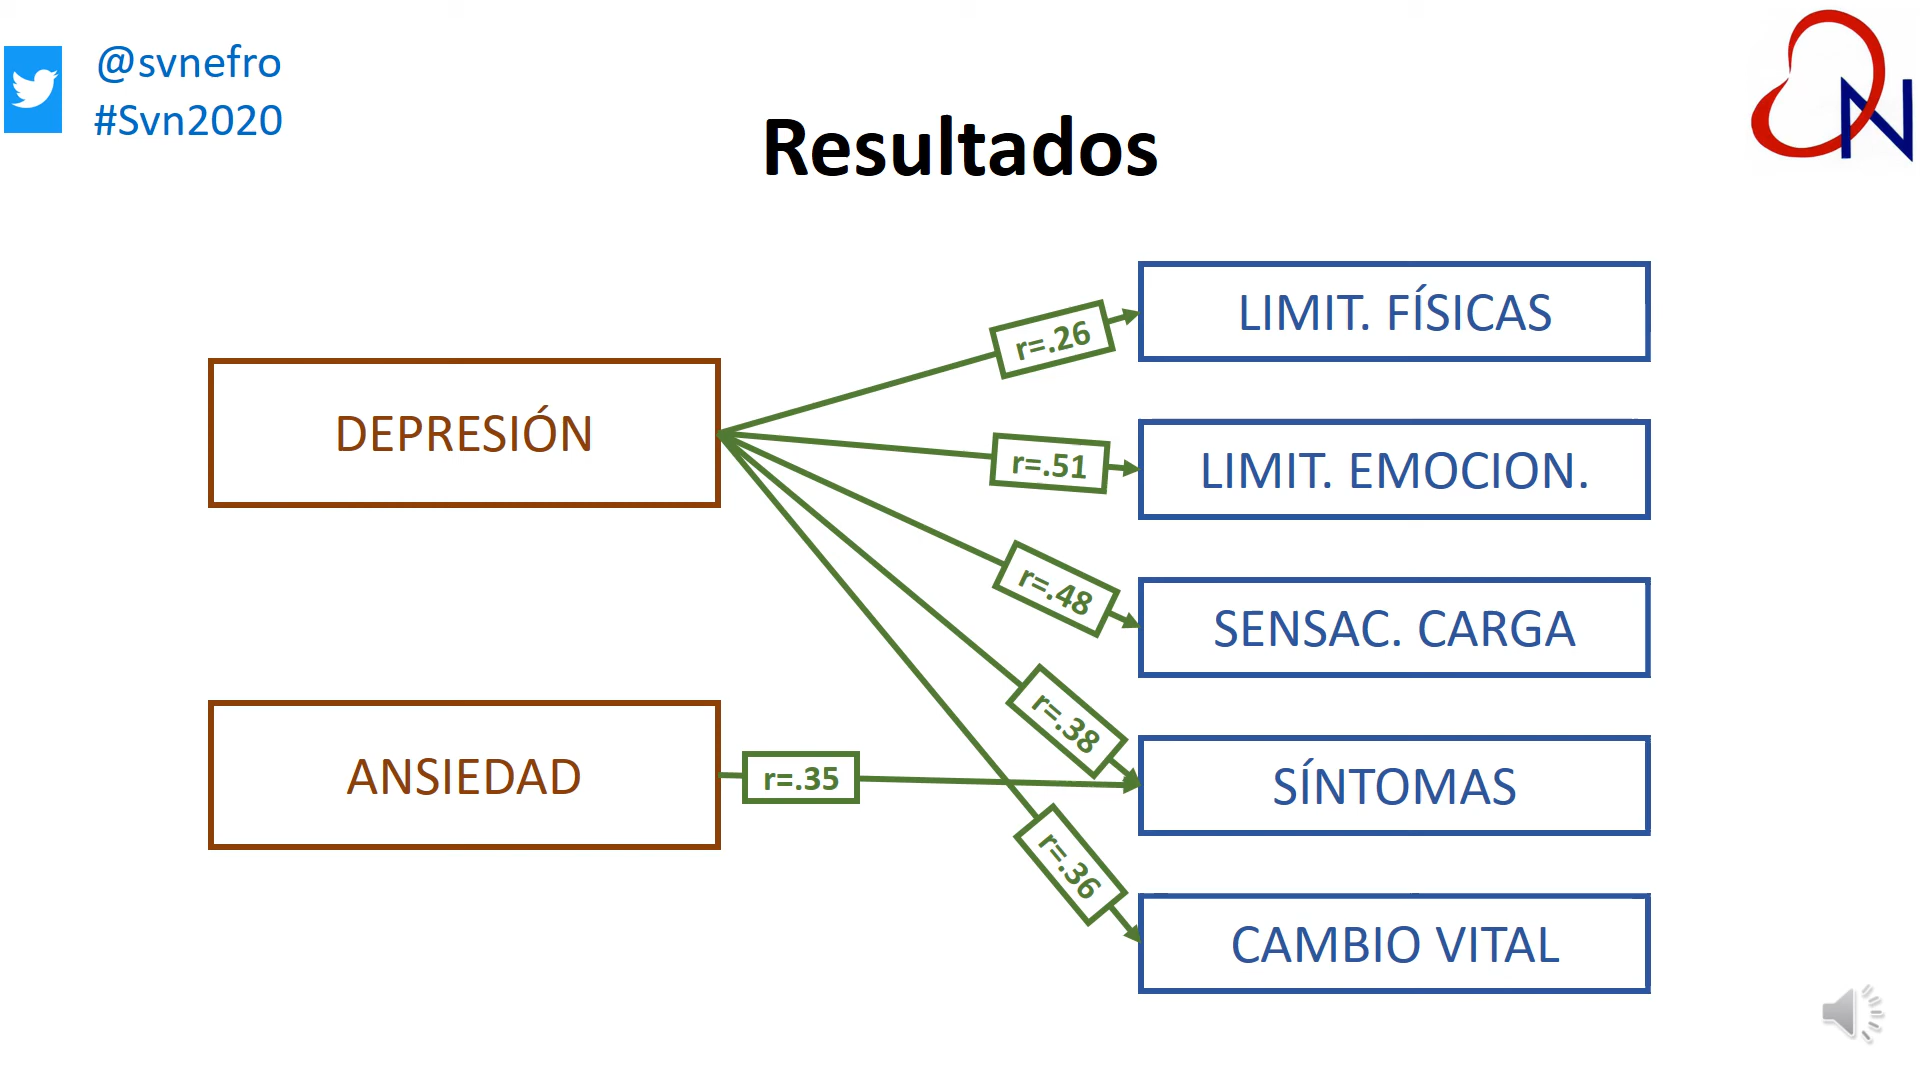 @svnefro
#Svn2020
N
Resultados
DEPRESIÓN
ANSIEDAD
r=.26
r=.51
r=.48
r=.38
r=.35
r=.36
LIMIT. FÍSICAS
LIMIT. EMOCION.
SENSAC. CARGA
SÍNTOMAS
CAMBIO VITAL